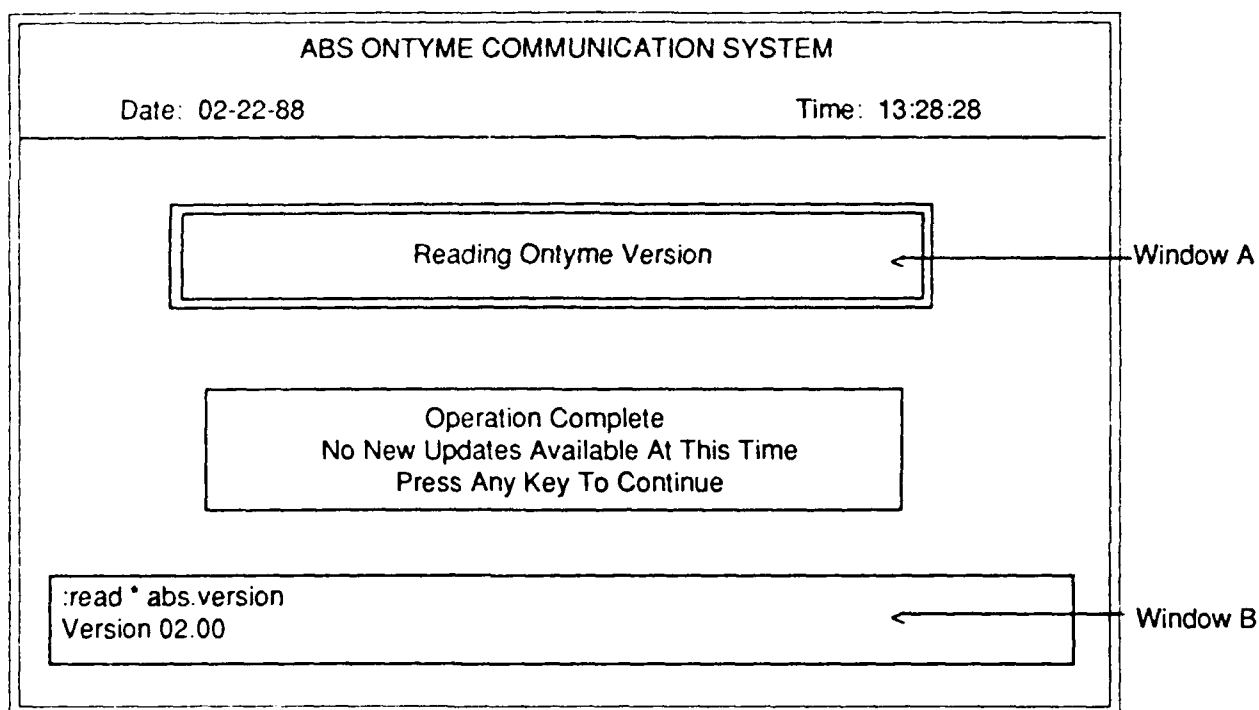 ABS ONTYME COMMUNICATION SYSTEM
Date: 02-22-88 Time: 13:28:28
Reading Ontyme Version
Window A
Operation Complete
No New Updates Available At This Time
Press Any Key To Continue
:read * abs.version
Version 02.00
Window B